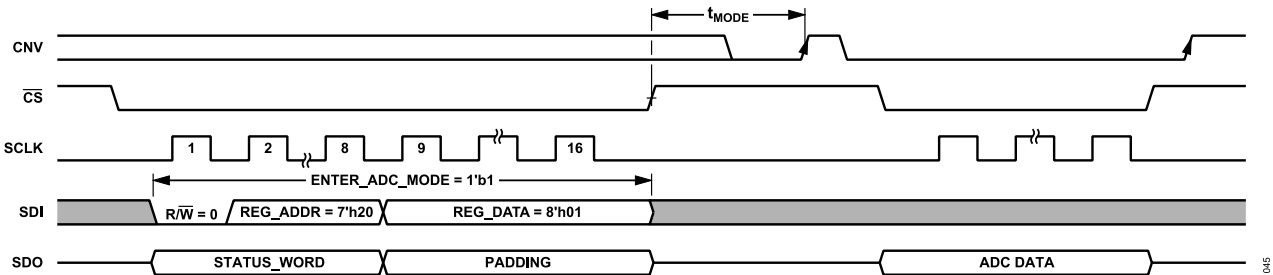 tMODE
CNV
CS
SCLK
1 2 8 9 16
ENTER_ADC_MODE = 1'b1
SDI
R/W = 0 REG_ADDR = 7'h20 REG_DATA = 8'h01
SDO
STATUS_WORD PADDING ADC DATA
045